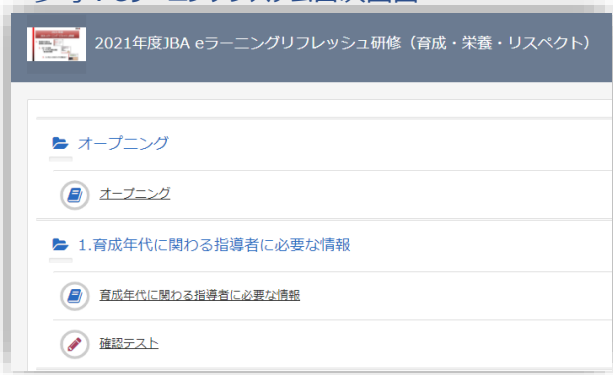 2021年度JBA eラーニングリフレッシュ研修（育成・栄養・リスペクト）
オープニング
オープニング
1.育成年代に関わる指導者に必要な情報
育成年代に関わる指導者に必要な情報
確認テスト